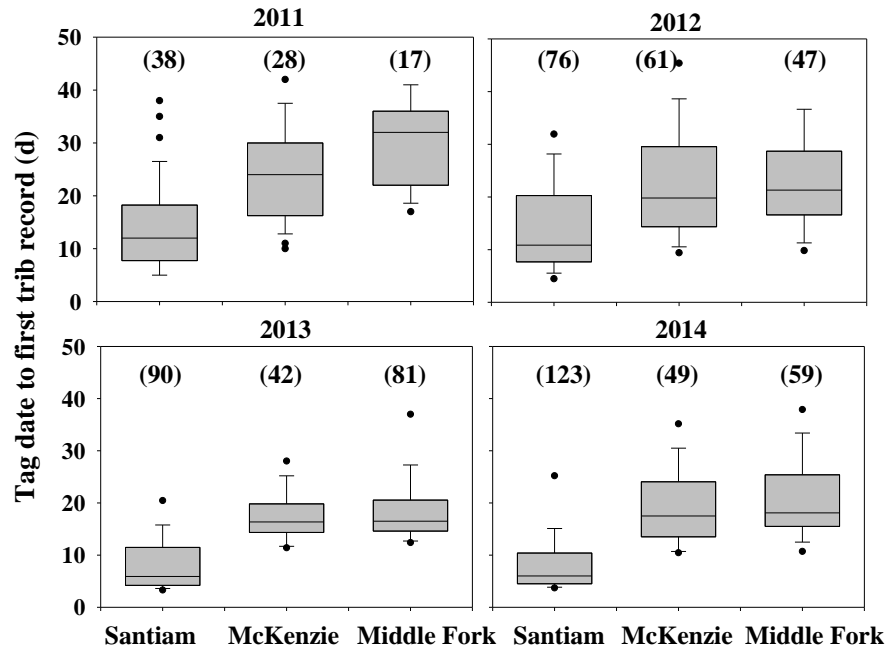 2011
2012
50
40
30
20
10
0
(38) (28) (17)
(76) (61) (47)
2013
2014
50
40
30
20
10
0
(90) (42) (81)
(123) (49) (59)
Tag date to first trib record (d)
Santiam McKenzie Middle Fork
Santiam McKenzie Middle Fork